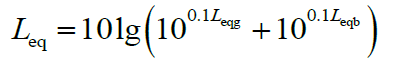 L_eq = 10lg(10^{0.1L_eqg} + 10^{0.1L_eqb})